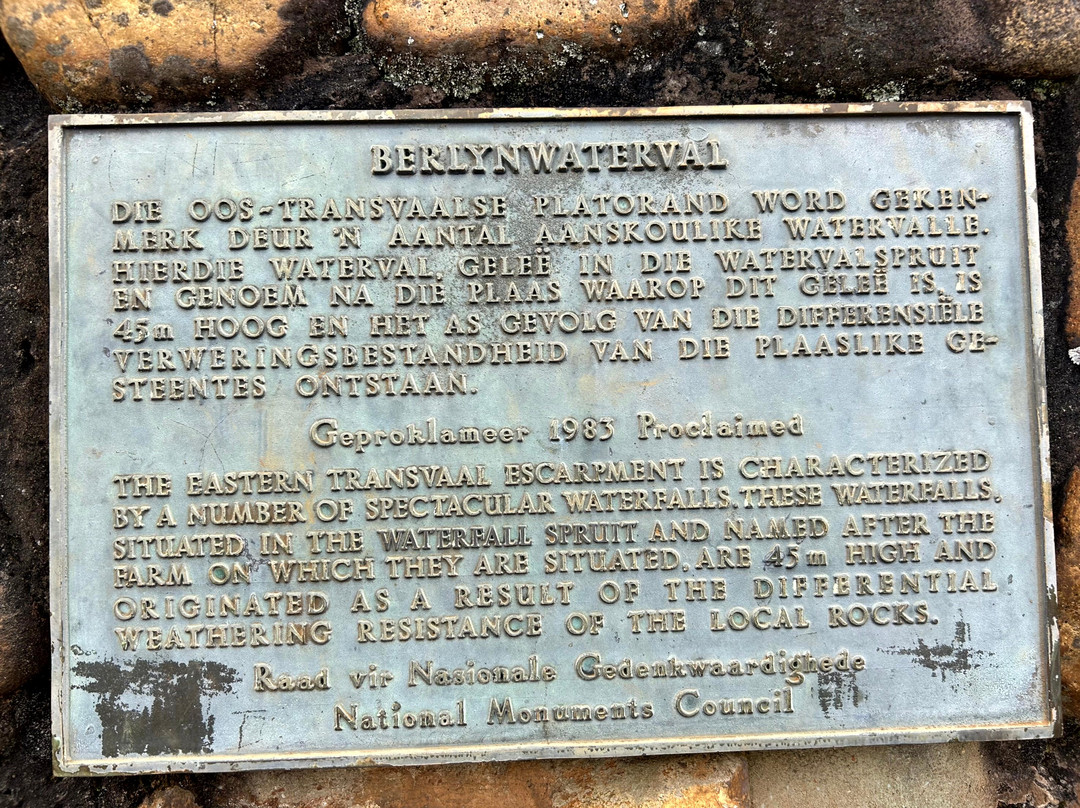 BERLYNWATERVAL
DIE OOS-TRANSVAALSE PLATORAND WORD GEKEN-
MERK DEUR 'N AANTAL AANSKOULIKE WATERVALLE.
HIERDIE WATERVAL, GELEË IN DIE WATERVALSPRUIT
EN GENOEM NA DIE PLAAS WAAROP DIT GELEË IS, IS
45m HOOG EN HET AS GEVOLG VAN DIE DIFFERENSIËLE
VERWERINGSBESTANDHEID VAN DIE PLAASLIKE GE-
STEENTES ONTSTAAN.
Geproklameer 1983 Proclaimed
THE EASTERN TRANSVAAL ESCARPMENT IS CHARACTERIZED
BY A NUMBER OF SPECTACULAR WATERFALLS. THESE WATERFALLS,
SITUATED IN THE WATERFALL SPRUIT AND NAMED AFTER THE
FARM ON WHICH THEY ARE SITUATED, ARE 45m HIGH AND
ORIGINATED AS A RESULT OF THE DIFFERENTIAL
WEATHERING RESISTANCE OF THE LOCAL ROCKS.
Raad vir Nasionale Gedenkwaardighede
National Monuments Council